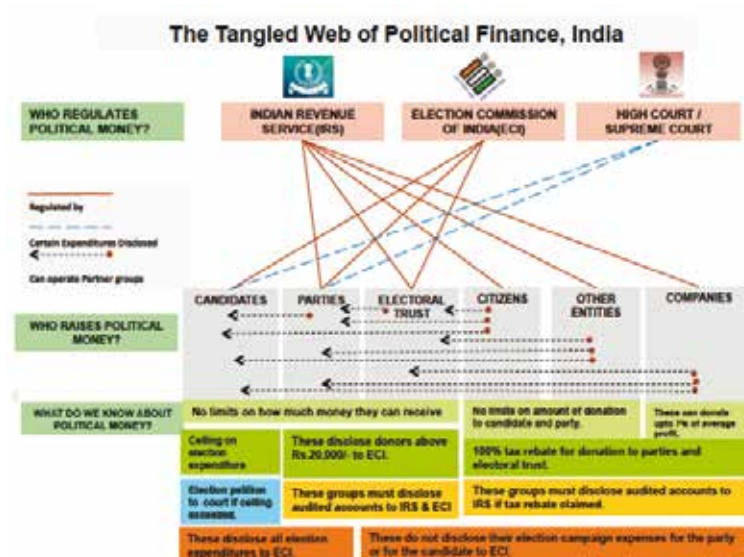 The Tangled Web of Political Finance, India
WHO REGULATES
POLITICAL MONEY?
INDIAN REVENUE
SERVICE(IRS)
ELECTION COMMISSION
OF INDIA(ECI)
HIGH COURT /
SUPREME COURT
Regulated by
Certain Expenditures Disclosed
Can operate Partner groups
CANDIDATES
PARTIES
ELECTORAL
TRUST
CITIZENS
OTHER
ENTITIES
COMPANIES
WHO RAISES POLITICAL
MONEY?
WHAT DO WE KNOW ABOUT
POLITICAL MONEY?
No limits on how much money they can receive
No limits on amount of donation
to candidate and party.
These can donate
upto 7% of average
profit.
Ceiling on
election
expenditure
These disclose donors above
Rs.20,000/- to ECI.
100% tax rebate for donation to parties and
electoral trust.
Election petition
to court if ceiling
exceeded.
These groups must disclose
audited accounts to IRS & ECI
These groups must disclose audited accounts to
IRS if tax rebate claimed.
These disclose all election
expenditures to ECI.
These do not disclose their election campaign expenses for the party
or for the candidate to ECI.